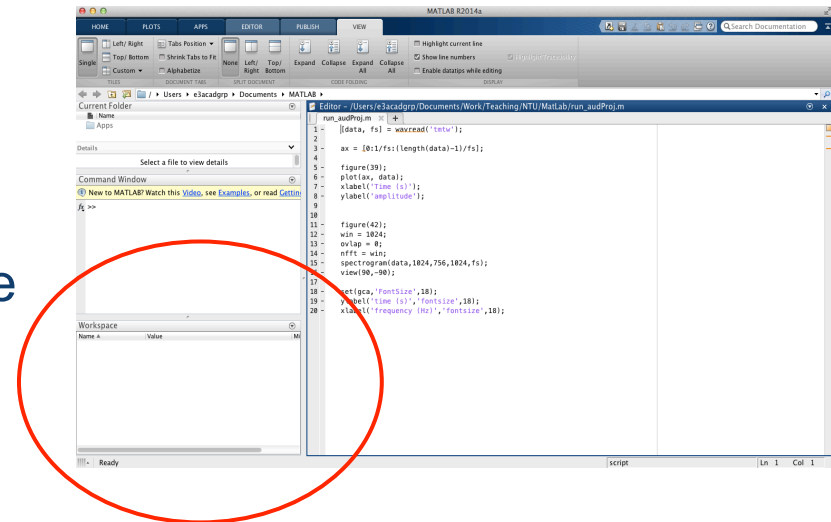 MATLAB R2014a
HOME PLOTS APPS EDITOR PUBLISH VIEW
Search Documentation
Single
Left/ Right
Top/ Bottom
Custom ▾
Tabs Position ▾
Shrink Tabs to Fit
Alphabetize
None Left/ Right Top/ Bottom
Expand Collapse Expand All Collapse All
Highlight current line
Show line numbers
Enable datatips while editing
TILES DOCUMENT TABS SPLIT DOCUMENT CODE FOLDING DISPLAY
/ ▸ Users ▸ e3acadgrp ▸ Documents ▸ MATLAB ▸
Current Folder
Name
Apps
Details
Select a file to view details
Command Window
New to MATLAB? Watch this Video, see Examples, or read Gettin
fx >>
Workspace
Name Value Mi
Editor – /Users/e3acadgrp/Documents/Work/Teaching/NTU/MatLab/run_audProj.m
run_audProj.m × +
1 - [data, fs] = wavread('tmtw');
2
3 - ax = [0:1/fs:(length(data)-1)/fs];
4
5 - figure(39);
6 - plot(ax, data);
7 - xlabel('Time (s)');
8 - ylabel('amplitude');
9
10
11 - figure(42);
12 - win = 1024;
13 - ovlap = 0;
14 - nfft = win;
15 - spectrogram(data,1024,756,1024,fs);
16 - view(90,-90);
17
18 - set(gca,'FontSize',18);
19 - ylabel('time (s)','fontsize',18);
20 - xlabel('frequency (Hz)','fontsize',18);
Ready
script Ln 1 Col 1
e